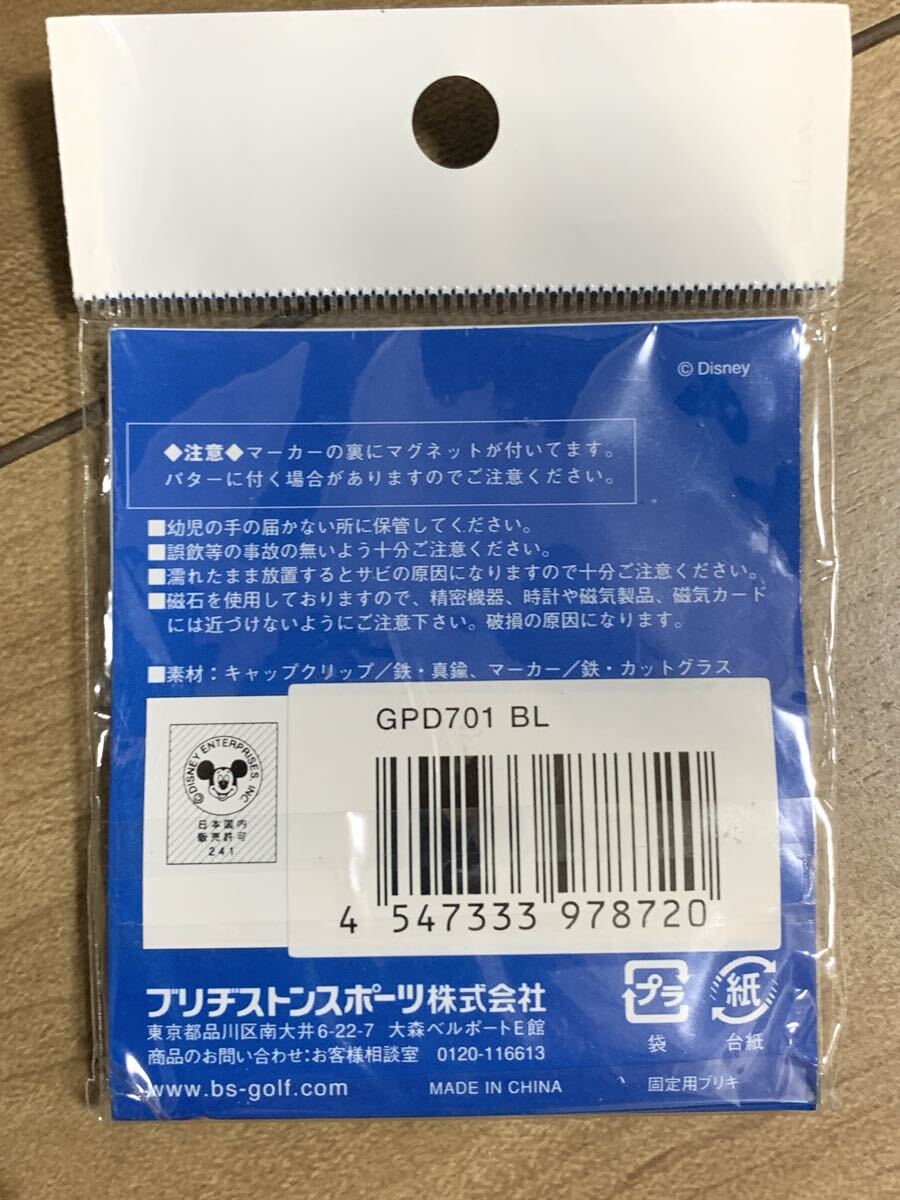 © Disney
◆注意◆マーカーの裏にマグネットが付いてます。
パターに付く場合がありますのでご注意ください。
■幼児の手の届かない所に保管してください。
■誤飲等の事故の無いよう十分ご注意ください。
■濡れたまま放置するとサビの原因になりますので十分ご注意ください。
■磁石を使用しておりますので、精密機器、時計や磁気製品、磁気カード
には近づけないようにご注意下さい。破損の原因になります。
■素材：キャップクリップ／鉄・真鍮、マーカー／鉄・カットグラス
GPD701 BL
©DISNEY ENTERPRISES INC
日本国内
販売許可
241
4 547333 978720
ブリヂストンスポーツ株式会社
東京都品川区南大井6-22-7 大森ベルポートE館
商品のお問い合わせ:お客様相談室 0120-116613
www.bs-golf.com
MADE IN CHINA
プラ
袋
紙
台紙
固定用ブリキ